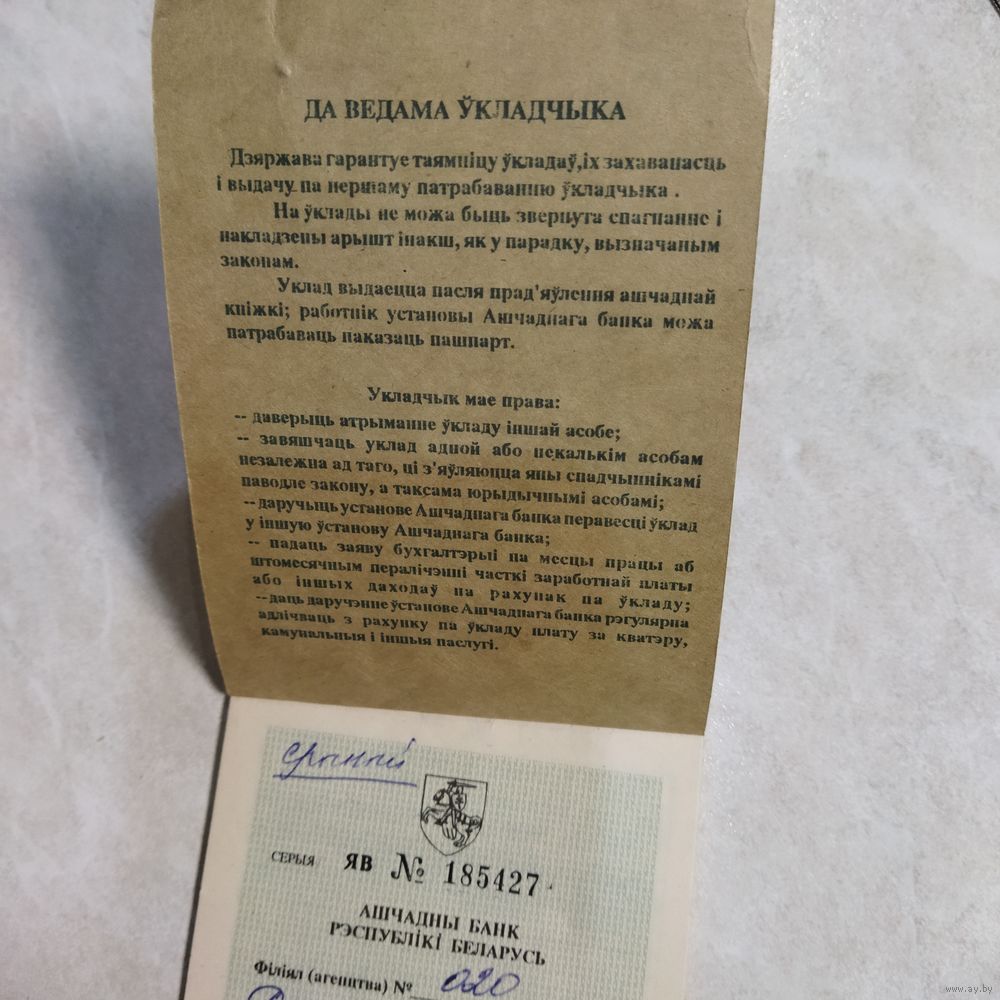 ДА ВЕДАМА ЎКЛАДЧЫКА
Дзяржава гарантуе таямніцу ўкладаў,іх захаванасць
і выдачу па першаму патрабаванню ўкладчыка .
На ўклады не можа быць звернута спагнанне і
накладзены арышт інакш, як у парадку, вызначаным
законам.
Уклад выдаецца пасля прад'яўлення ашчаднай
кніжкі; работнік установы Ашчаднага банка можа
патрабаваць паказаць пашпарт.
Укладчык мае права:
-- даверыць атрыманне ўкладу іншай асобе;
-- завяшчаць уклад адной або некалькім асобам
незалежна ад таго, ці з'яўляюцца яны спадчыннікамі
паводле закону, а таксама юрыдычнымі асобамі;
--даручыць установе Ашчаднага банка перавесці ўклад
у іншую ўстанову Ашчаднага банка;
-- падаць заяву бухгалтэрыі па месцы працы аб
штомесячным пералічэнні часткі заработнай платы
або іншых даходаў на рахунак па ўкладу;
--даць даручэнне ўстанове Ашчаднага банка рэгулярна
адлічваць з рахунку па ўкладу плату за кватэру,
камунальныя і іншыя паслугі.
срочный
СЕРЫЯ ЯВ № 185427
АШЧАДНЫ БАНК
РЭСПУБЛІКІ БЕЛАРУСЬ
Філіял (агенцтва) № 020
www.ay.by